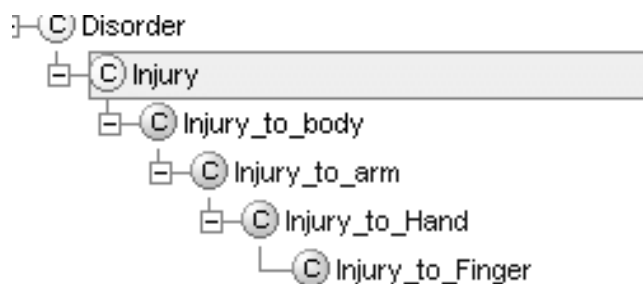 C Disorder
C Injury
C Injury_to_body
C Injury_to_arm
C Injury_to_Hand
C Injury_to_Finger